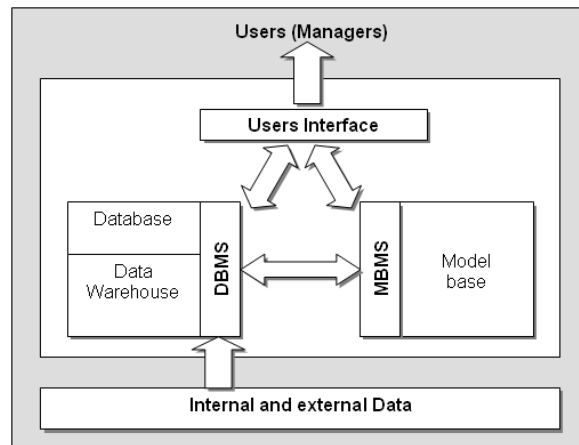 Users (Managers)
Users Interface
Database
Data
Warehouse
DBMS
MBMS
Model
base
Internal and external Data